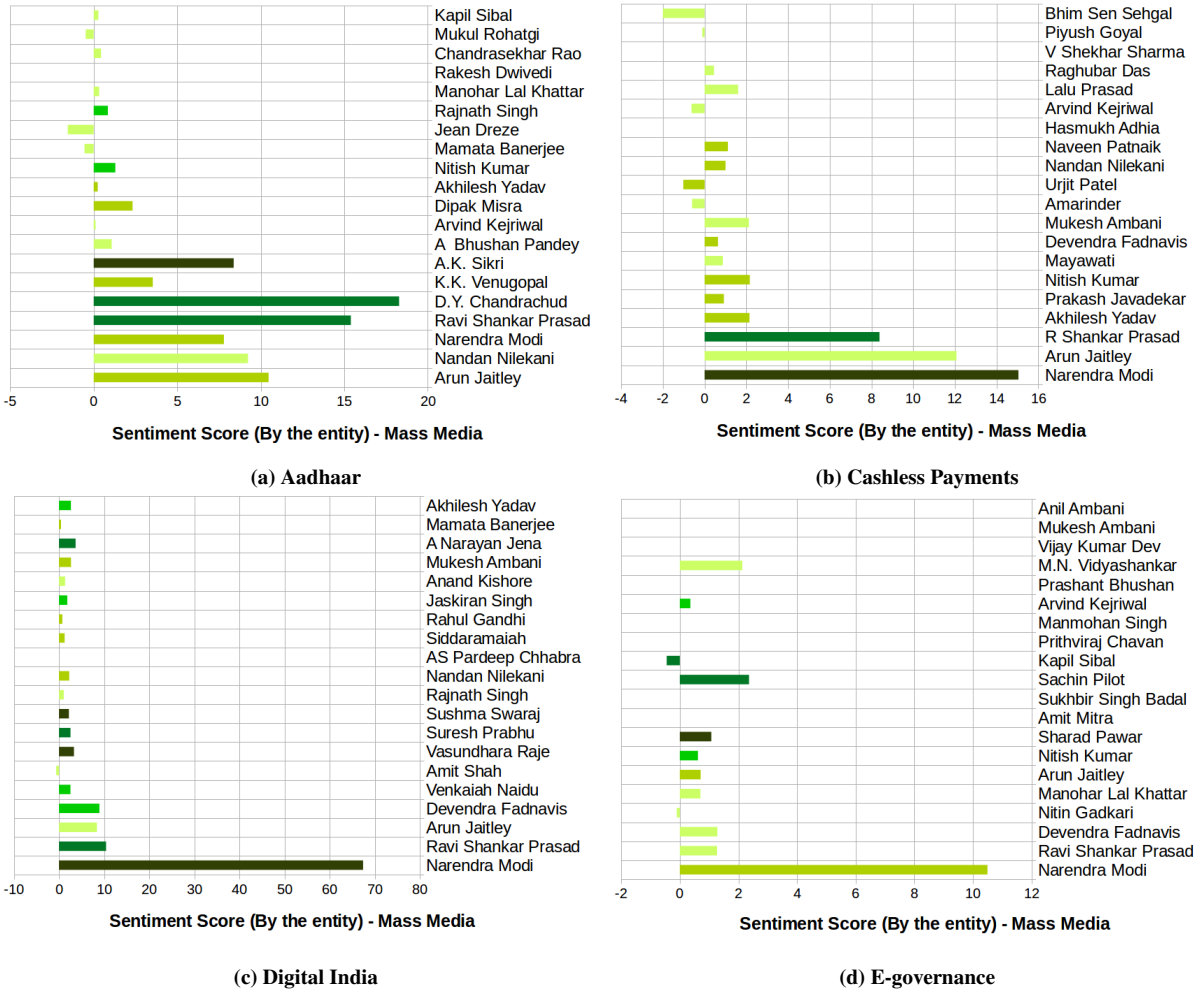 Kapil Sibal
Mukul Rohatgi
Chandrasekhar Rao
Rakesh Dwivedi
Manohar Lal Khattar
Rajnath Singh
Jean Dreze
Mamata Banerjee
Nitish Kumar
Akhilesh Yadav
Dipak Misra
Arvind Kejriwal
A Bhushan Pandey
A.K. Sikri
K.K. Venugopal
D.Y. Chandrachud
Ravi Shankar Prasad
Narendra Modi
Nandan Nilekani
Arun Jaitley
-5 0 5 10 15 20
Sentiment Score (By the entity) - Mass Media
(a) Aadhaar
Bhim Sen Sehgal
Piyush Goyal
V Shekhar Sharma
Raghubar Das
Lalu Prasad
Arvind Kejriwal
Hasmukh Adhia
Naveen Patnaik
Nandan Nilekani
Urjit Patel
Amarinder
Mukesh Ambani
Devendra Fadnavis
Mayawati
Nitish Kumar
Prakash Javadekar
Akhilesh Yadav
R Shankar Prasad
Arun Jaitley
Narendra Modi
-4 -2 0 2 4 6 8 10 12 14 16
Sentiment Score (By the entity) - Mass Media
(b) Cashless Payments
Akhilesh Yadav
Mamata Banerjee
A Narayan Jena
Mukesh Ambani
Anand Kishore
Jaskiran Singh
Rahul Gandhi
Siddaramaiah
AS Pardeep Chhabra
Nandan Nilekani
Rajnath Singh
Sushma Swaraj
Suresh Prabhu
Vasundhara Raje
Amit Shah
Venkaiah Naidu
Devendra Fadnavis
Arun Jaitley
Ravi Shankar Prasad
Narendra Modi
-10 0 10 20 30 40 50 60 70 80
Sentiment Score (By the entity) - Mass Media
(c) Digital India
Anil Ambani
Mukesh Ambani
Vijay Kumar Dev
M.N. Vidyashankar
Prashant Bhushan
Arvind Kejriwal
Manmohan Singh
Prithviraj Chavan
Kapil Sibal
Sachin Pilot
Sukhbir Singh Badal
Amit Mitra
Sharad Pawar
Nitish Kumar
Arun Jaitley
Manohar Lal Khattar
Nitin Gadkari
Devendra Fadnavis
Ravi Shankar Prasad
Narendra Modi
-2 0 2 4 6 8 10 12
Sentiment Score (By the entity) - Mass Media
(d) E-governance